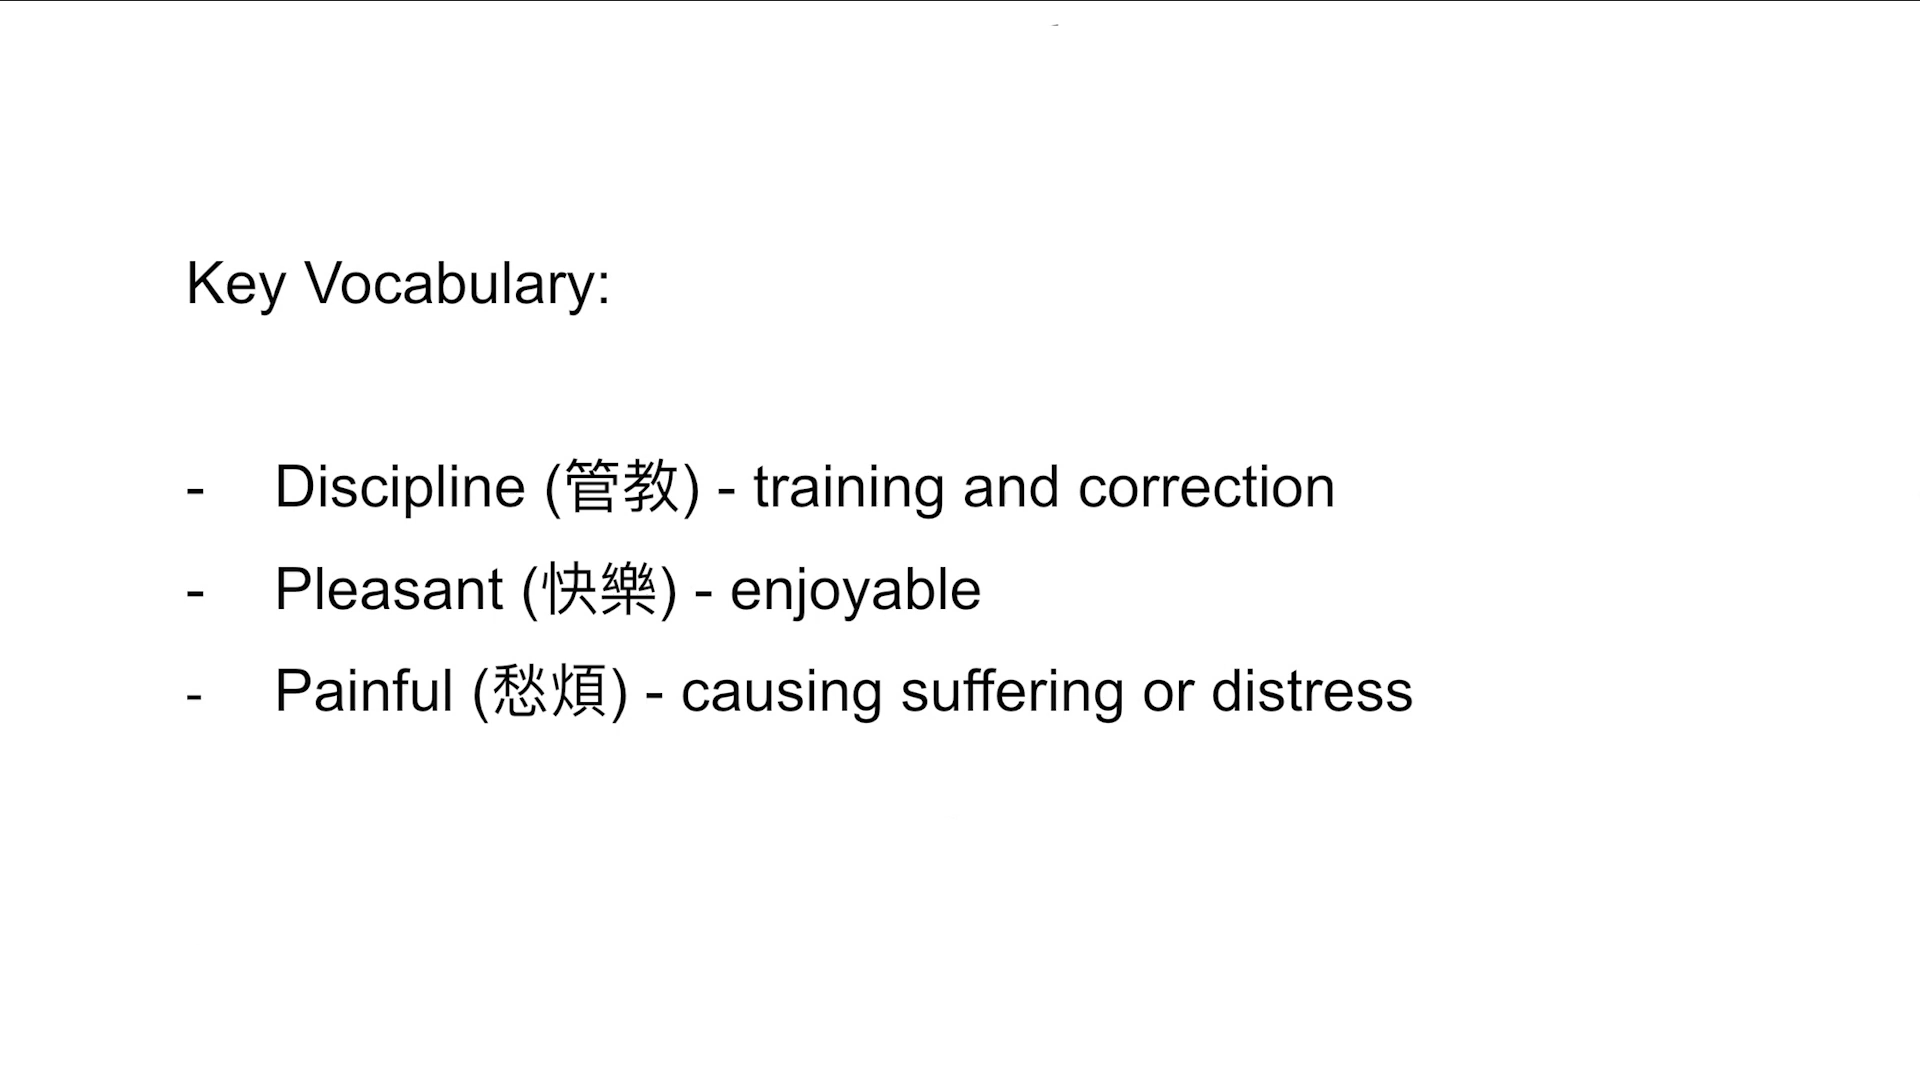 Key Vocabulary:
- Discipline (管教) - training and correction
- Pleasant (快樂) - enjoyable
- Painful (愁煩) - causing suffering or distress